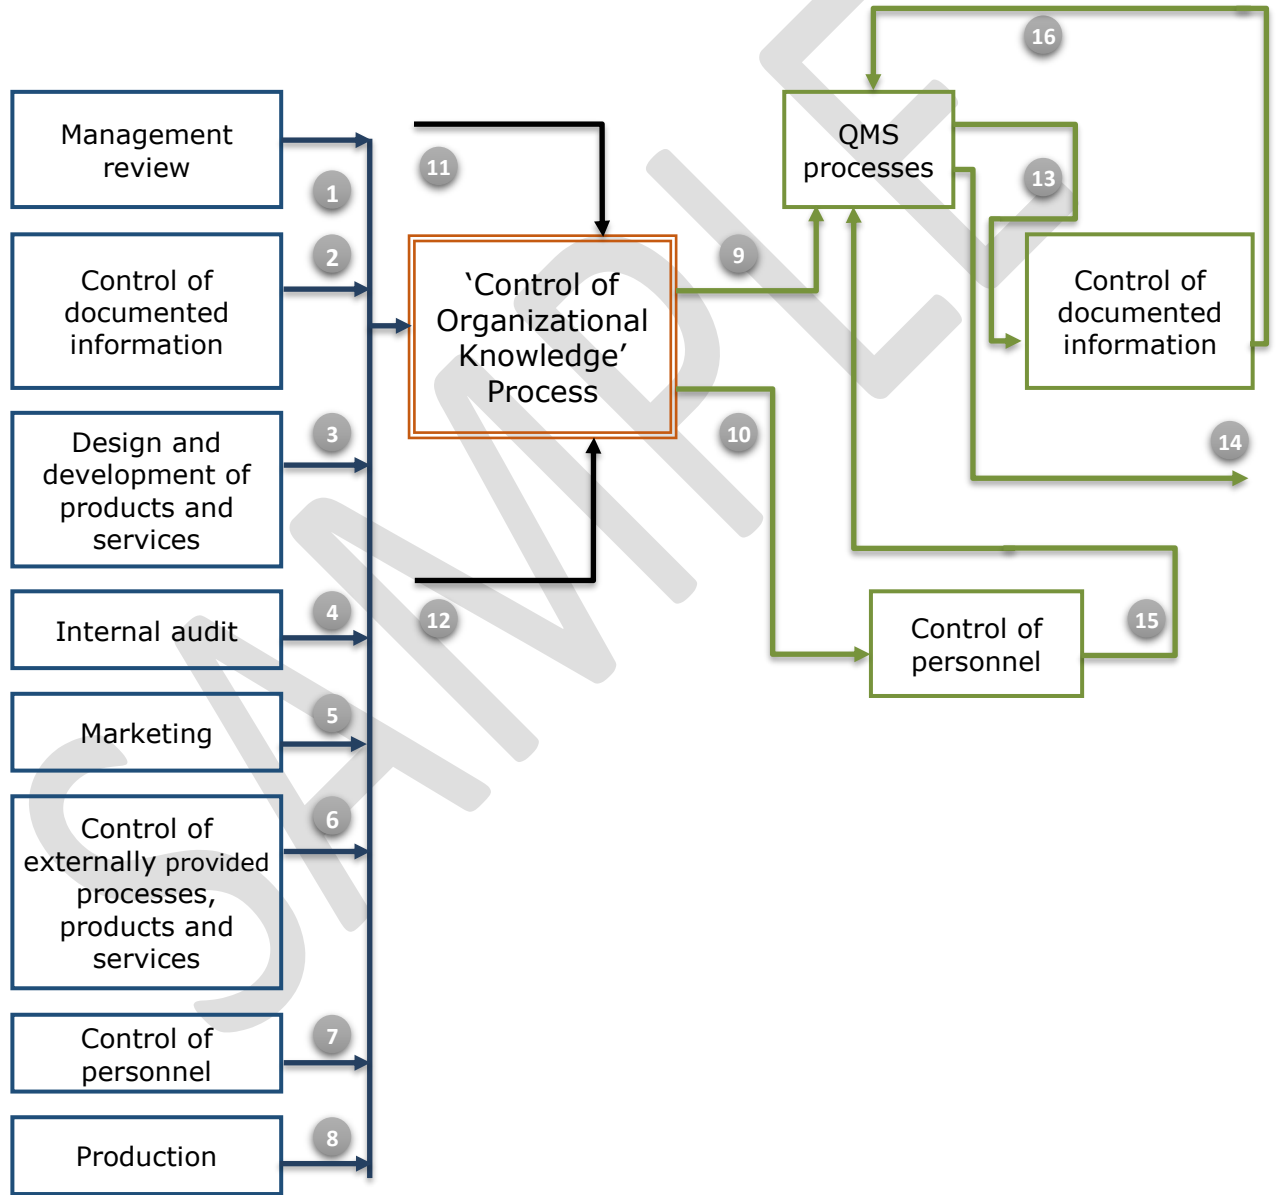 Management
review
1
2
Control of
documented
information
3
Design and
development of
products and
services
4
Internal audit
5
Marketing
6
Control of
externally provided
processes,
products and
services
7
Control of
personnel
8
Production
11
‘Control of
Organizational
Knowledge’
Process
12
9
10
16
QMS
processes
13
Control of
documented
information
14
15
Control of
personnel
SAMPLE